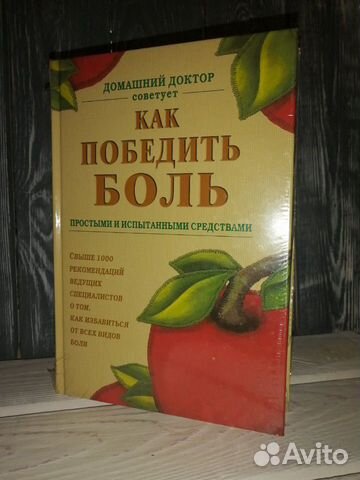 ДОМАШНИЙ ДОКТОР
советует
КАК
ПОБЕДИТЬ
БОЛЬ
ПРОСТЫМИ И ИСПЫТАННЫМИ СРЕДСТВАМИ
СВЫШЕ 1000
РЕКОМЕНДАЦИЙ
ВЕДУЩИХ
СПЕЦИАЛИСТОВ
О ТОМ,
КАК ИЗБАВИТЬСЯ
ОТ ВСЕХ ВИДОВ
БОЛИ
Avito